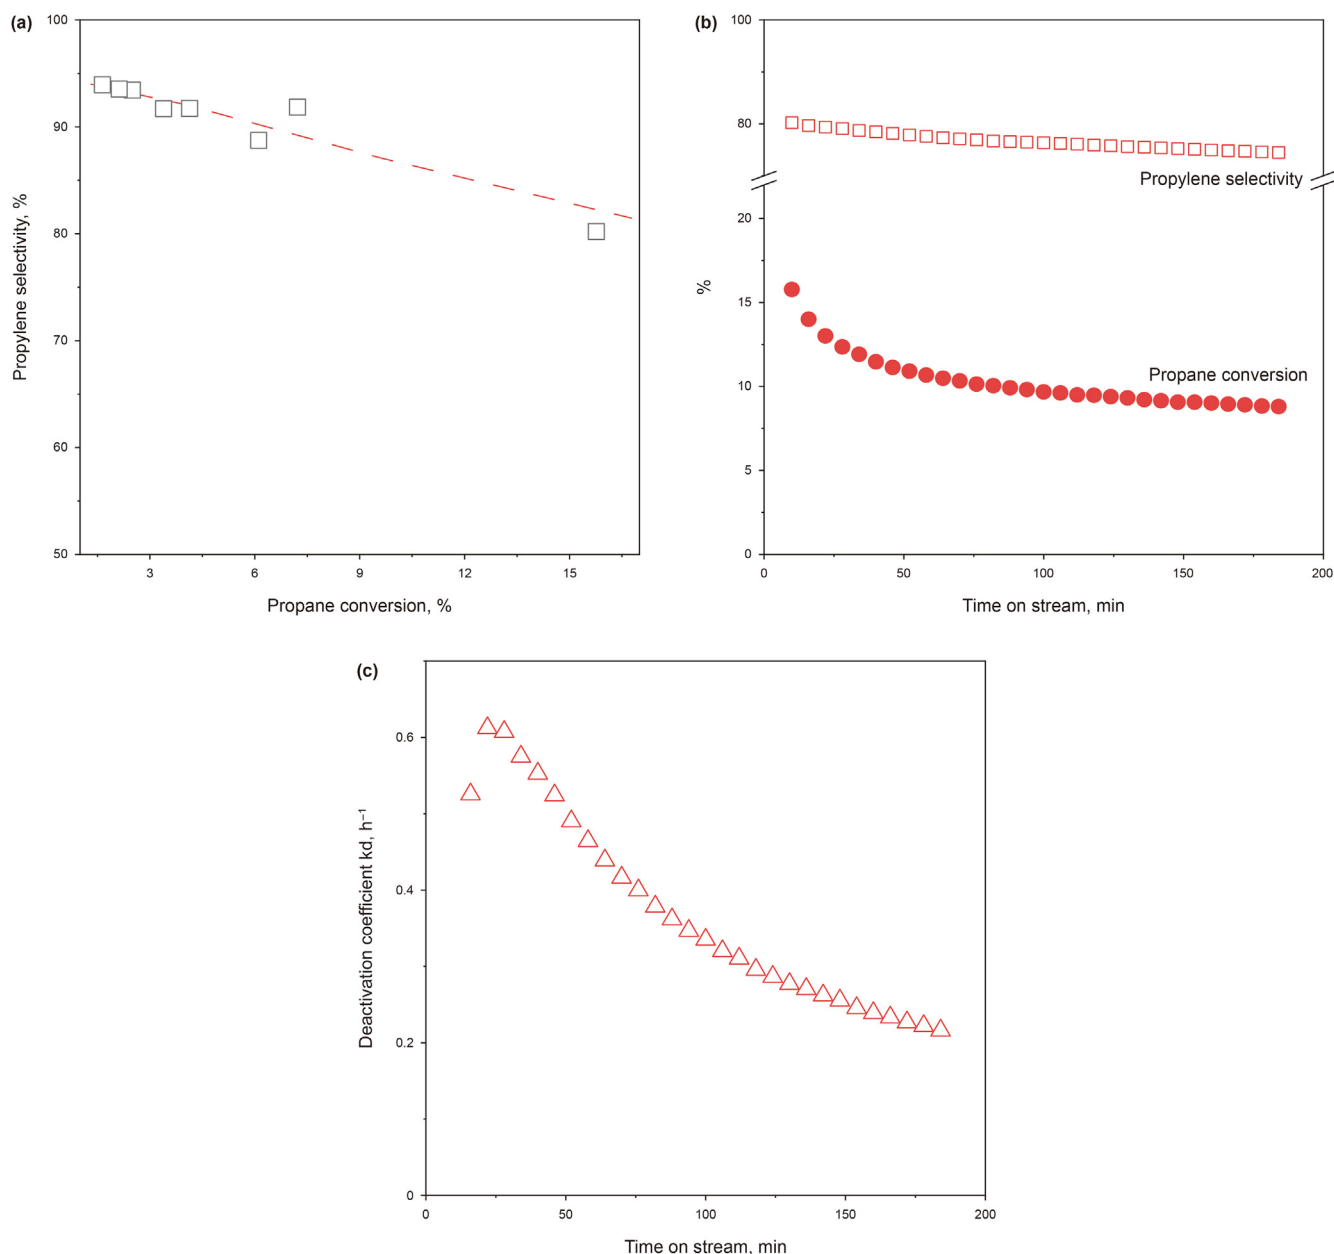 (a)
100
90
80
70
60
50
Propylene selectivity, %
3 6 9 12 15
Propane conversion, %
(b)
100
80
20
15
10
5
0
%
Propylene selectivity
Propane conversion
0 50 100 150 200
Time on stream, min
(c)
0.6
0.4
0.2
0
Deactivation coefficient kd, h⁻¹
0 50 100 150 200
Time on stream, min